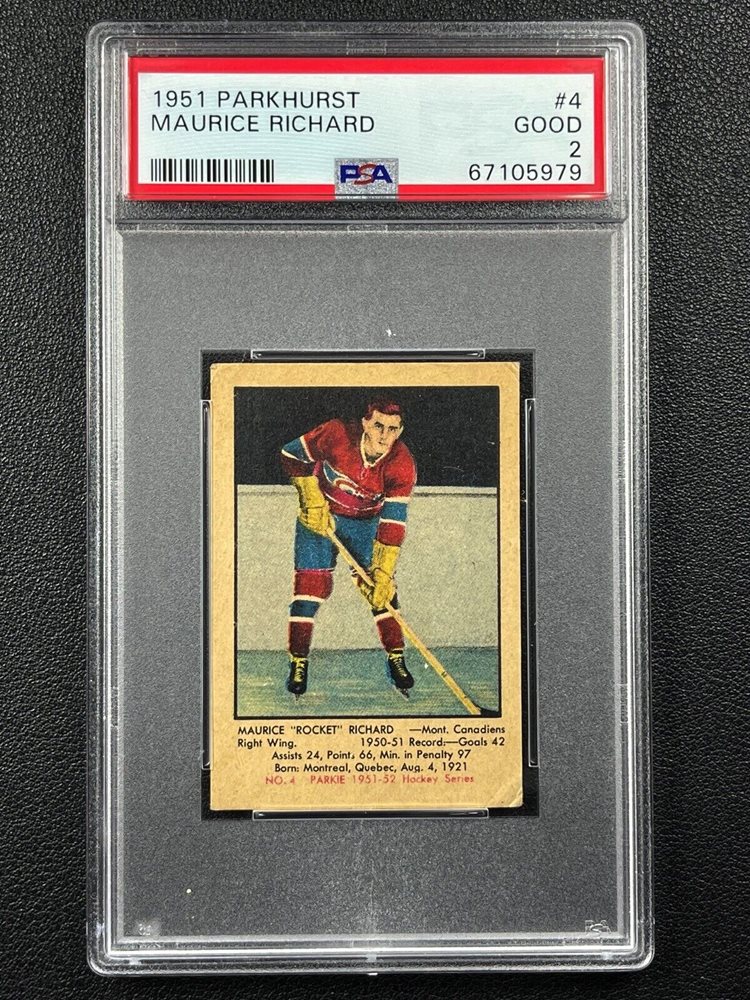 1951 PARKHURST #4
MAURICE RICHARD GOOD
2
PSA 67105979
MAURICE "ROCKET" RICHARD —Mont. Canadiens
Right Wing. 1950-51 Record:—Goals 42
Assists 24, Points 66, Min. in Penalty 97
Born: Montreal, Quebec, Aug. 4, 1921
NO. 4 PARKIE 1951-52 Hockey Series